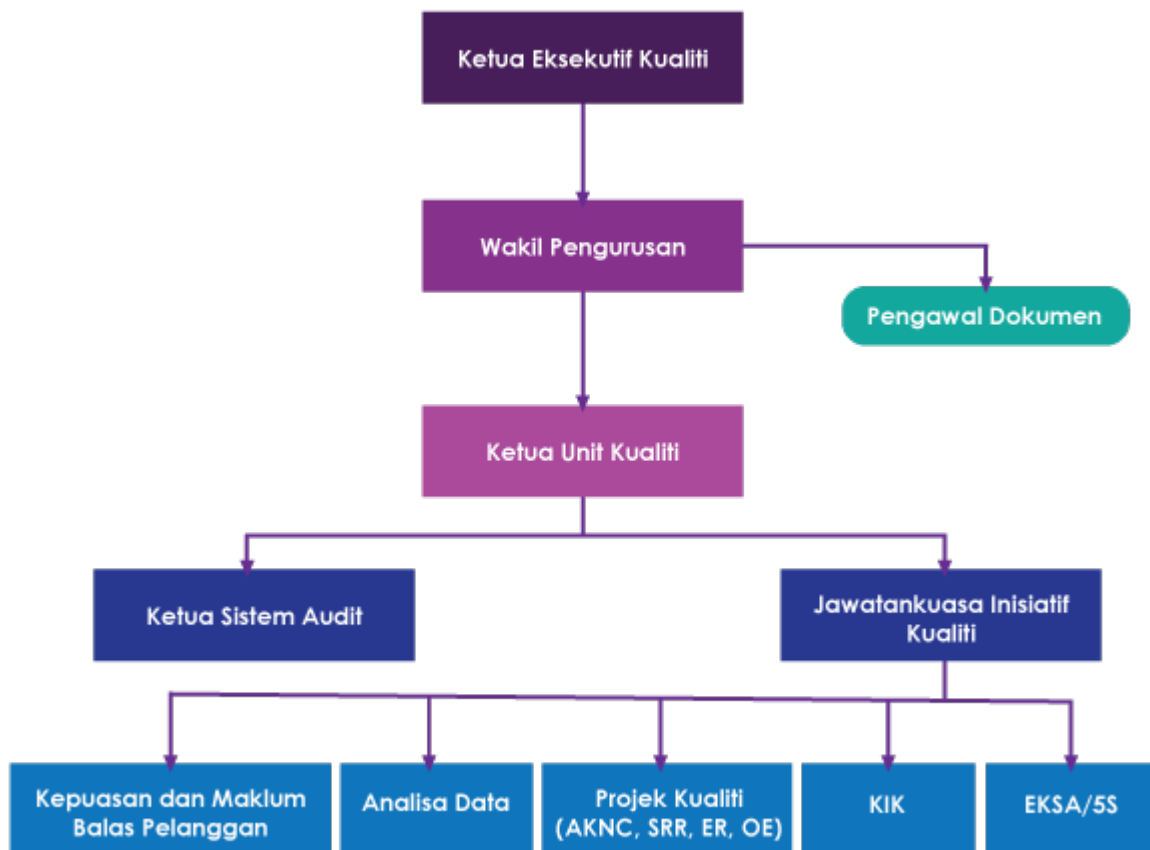 Ketua Eksekutif Kualiti
Wakil Pengurusan
Pengawal Dokumen
Ketua Unit Kualiti
Ketua Sistem Audit
Jawatankuasa Inisiatif
Kualiti
Kepuasan dan Maklum
Balas Pelanggan
Analisa Data
Projek Kualiti
(AKNC, SRR, ER, OE)
KIK
EKSA/5S